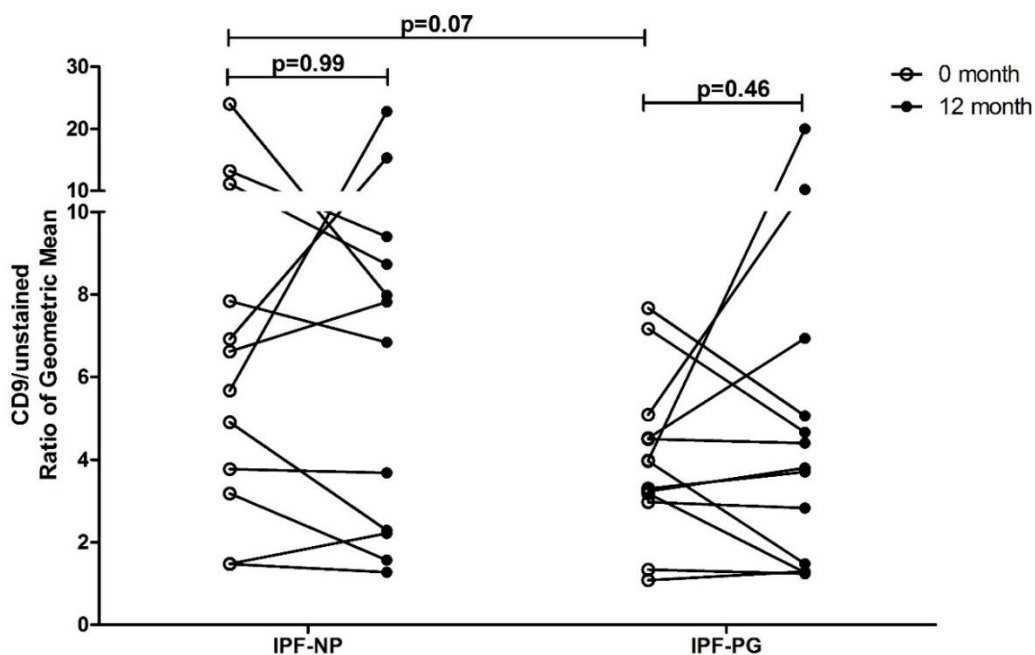 p=0.07
p=0.99
p=0.46
0 month
12 month
30
20
10
10
8
6
4
2
0
CD9/unstained
Ratio of Geometric Mean
IPF-NP
IPF-PG